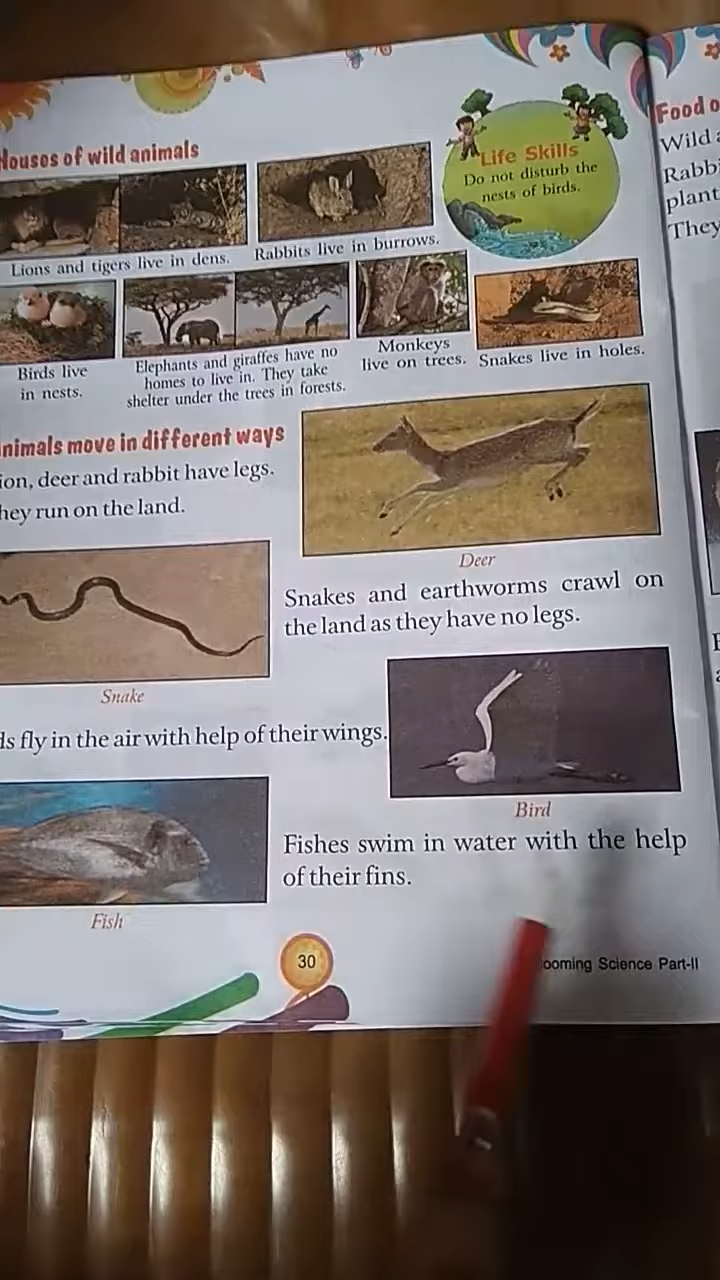 Houses of wild animals
Life Skills
Do not disturb the
nests of birds.
Lions and tigers live in dens.
Rabbits live in burrows.
Birds live
in nests.
Elephants and giraffes have no
homes to live in. They take
shelter under the trees in forests.
Monkeys
live on trees.
Snakes live in holes.
nimals move in different ways
ion, deer and rabbit have legs.
hey run on the land.
Deer
Snakes and earthworms crawl on
the land as they have no legs.
Snake
ds fly in the air with help of their wings.
Bird
Fishes swim in water with the help
of their fins.
Fish
30
ooming Science Part-II
Food o
Wild
Rabb
plant
They